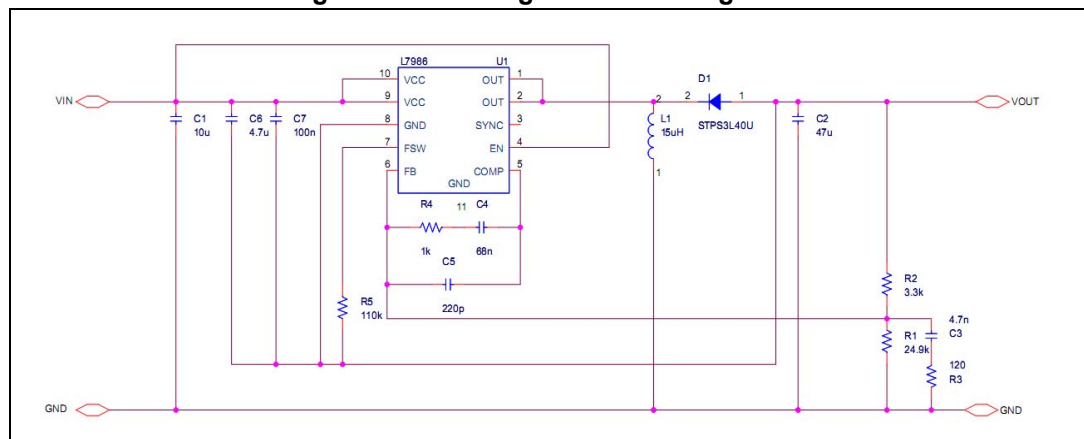 L7986
U1
10
VCC
OUT
1
9
VCC
OUT
2
8
GND
SYNC
3
7
FSW
EN
4
6
FB
COMP
5
GND
11
VIN
C1
10u
C6
4.7u
C7
100n
D1
2
1
STPS3L40U
2
L1
15uH
1
C2
47u
VOUT
R4
1k
C4
68n
C5
220p
R5
110k
R2
3.3k
R1
24.9k
4.7n
C3
120
R3
GND
GND